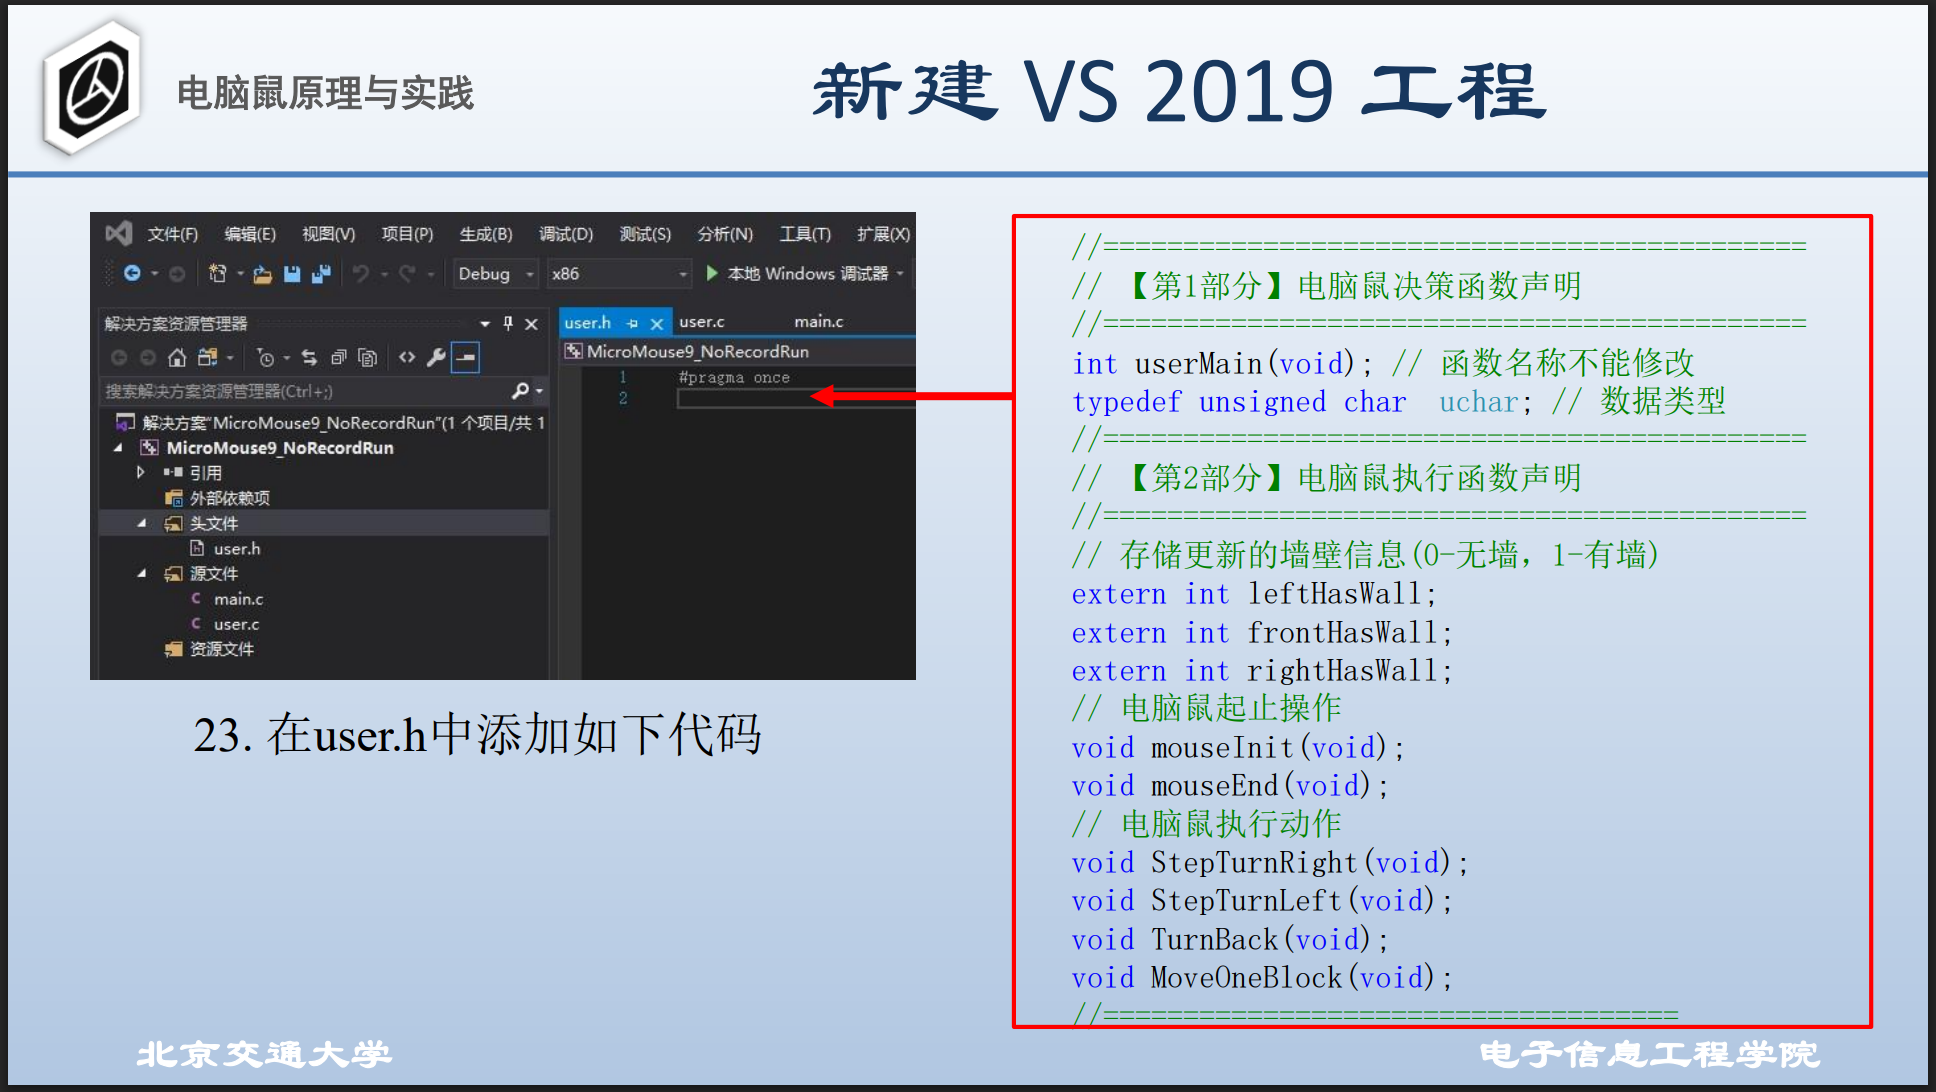 电脑鼠原理与实践
新建 VS 2019 工程
文件(F) 编辑(E) 视图(V) 项目(P) 生成(B) 调试(D) 测试(S) 分析(N) 工具(T) 扩展(X)
Debug x86 本地 Windows 调试器
解决方案资源管理器
搜索解决方案资源管理器(Ctrl+;)
解决方案"MicroMouse9_NoRecordRun"(1 个项目/共 1
MicroMouse9_NoRecordRun
引用
外部依赖项
头文件
user.h
源文件
main.c
user.c
资源文件
user.h user.c main.c
MicroMouse9_NoRecordRun
1 #pragma once
2
23. 在user.h中添加如下代码
//============================================
// 【第1部分】电脑鼠决策函数声明
//============================================
int userMain(void); // 函数名称不能修改
typedef unsigned char uchar; // 数据类型
//============================================
// 【第2部分】电脑鼠执行函数声明
//============================================
// 存储更新的墙壁信息(0-无墙，1-有墙)
extern int leftHasWall;
extern int frontHasWall;
extern int rightHasWall;
// 电脑鼠起止操作
void mouseInit(void);
void mouseEnd(void);
// 电脑鼠执行动作
void StepTurnRight(void);
void StepTurnLeft(void);
void TurnBack(void);
void MoveOneBlock(void);
//====================================
北京交通大学
电子信息工程学院